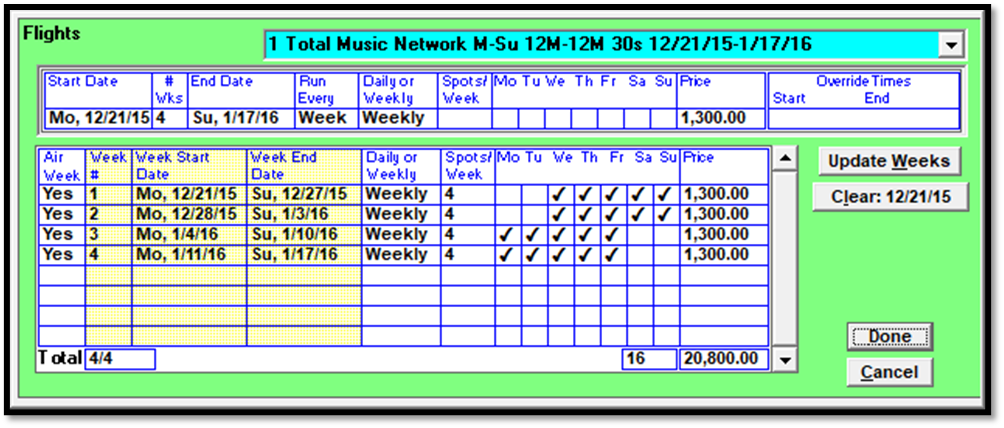 Flights
1 Total Music Network M-Su 12M-12M 30s 12/21/15-1/17/16
Start Date # Wks End Date Run Every Daily or Weekly Spots/ Week Mo Tu We Th Fr Sa Su Price Override Times Start End
Mo, 12/21/15 4 Su, 1/17/16 Week Weekly 1,300.00
Air Week Week # Week Start Date Week End Date Daily or Weekly Spots/ Week Mo Tu We Th Fr Sa Su Price
Yes 1 Mo, 12/21/15 Su, 12/27/15 Weekly 4 ✓ ✓ ✓ ✓ ✓ 1,300.00
Yes 2 Mo, 12/28/15 Su, 1/3/16 Weekly 4 ✓ ✓ ✓ ✓ ✓ 1,300.00
Yes 3 Mo, 1/4/16 Su, 1/10/16 Weekly 4 ✓ ✓ ✓ ✓ ✓ 1,300.00
Yes 4 Mo, 1/11/16 Su, 1/17/16 Weekly 4 ✓ ✓ ✓ ✓ ✓ 1,300.00
Total 4/4 16 20,800.00
Update Weeks
Clear: 12/21/15
Done
Cancel